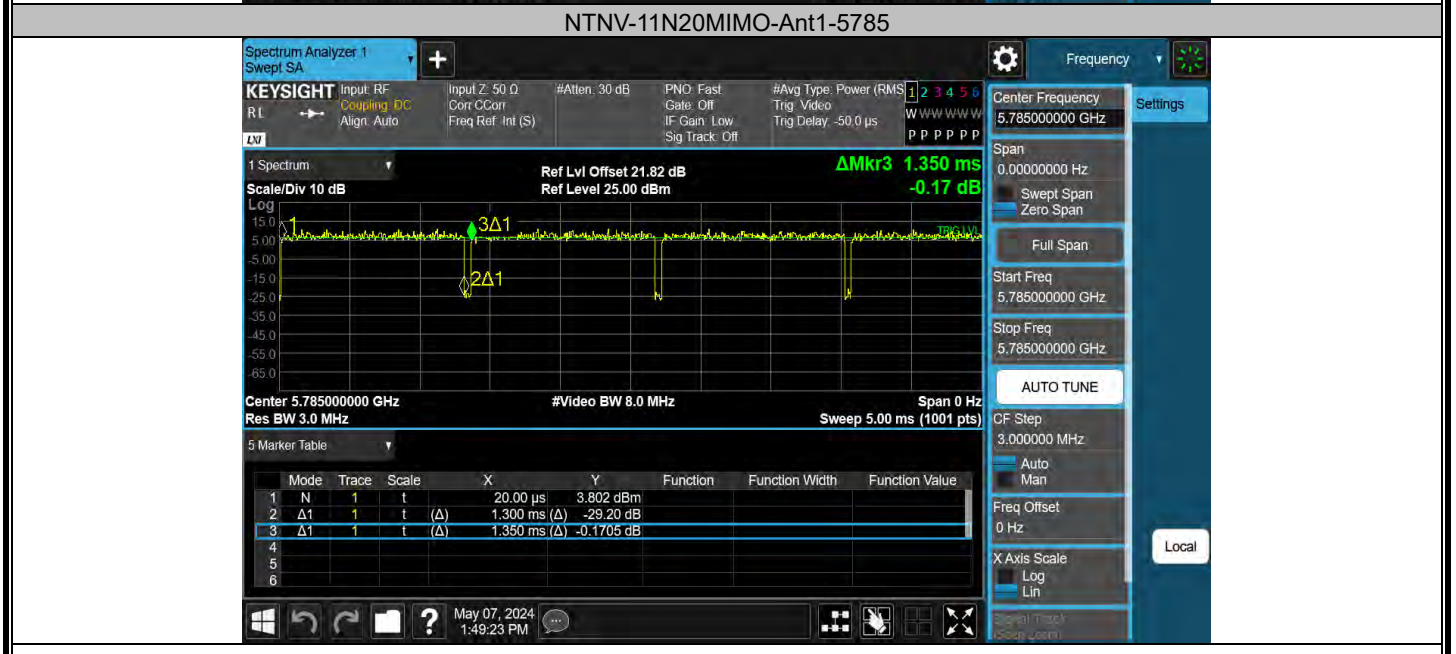 NTNV-11N20MIMO-Ant1-5785
Spectrum Analyzer 1
Swept SA
+
Frequency
KEYSIGHT
RL
LXI
Input: RF
Coupling: DC
Align: Auto
Input Z: 50 Ω
Corr CCorr
Freq Ref: Int (S)
#Atten: 30 dB
PNO: Fast
Gate: Off
IF Gain: Low
Sig Track: Off
#Avg Type: Power (RMS
Trig: Video
Trig Delay: -50.0 µs
1 2 3 4 5 6
W W W W W W
P P P P P P
Center Frequency
5.785000000 GHz
Settings
Span
0.00000000 Hz
Swept Span
Zero Span
Full Span
Start Freq
5.785000000 GHz
Stop Freq
5.785000000 GHz
AUTO TUNE
CF Step
3.000000 MHz
Auto
Man
Freq Offset
0 Hz
X Axis Scale
Log
Lin
Signal Track
(Span Zoom)
Local
1 Spectrum
Scale/Div 10 dB
Log
Ref Lvl Offset 21.82 dB
Ref Level 25.00 dBm
ΔMkr3 1.350 ms
-0.17 dB
15.0
5.00
-5.00
-15.0
-25.0
-35.0
-45.0
-55.0
-65.0
1
3Δ1
2Δ1
TRIG LVL
Center 5.785000000 GHz
Res BW 3.0 MHz
#Video BW 8.0 MHz
Span 0 Hz
Sweep 5.00 ms (1001 pts)
5 Marker Table
Mode Trace Scale X Y Function Function Width Function Value
1 N 1 t 20.00 µs 3.802 dBm
2 Δ1 1 t (Δ) 1.300 ms (Δ) -29.20 dB
3 Δ1 1 t (Δ) 1.350 ms (Δ) -0.1705 dB
4
5
6
?
May 07, 2024
1:49:23 PM